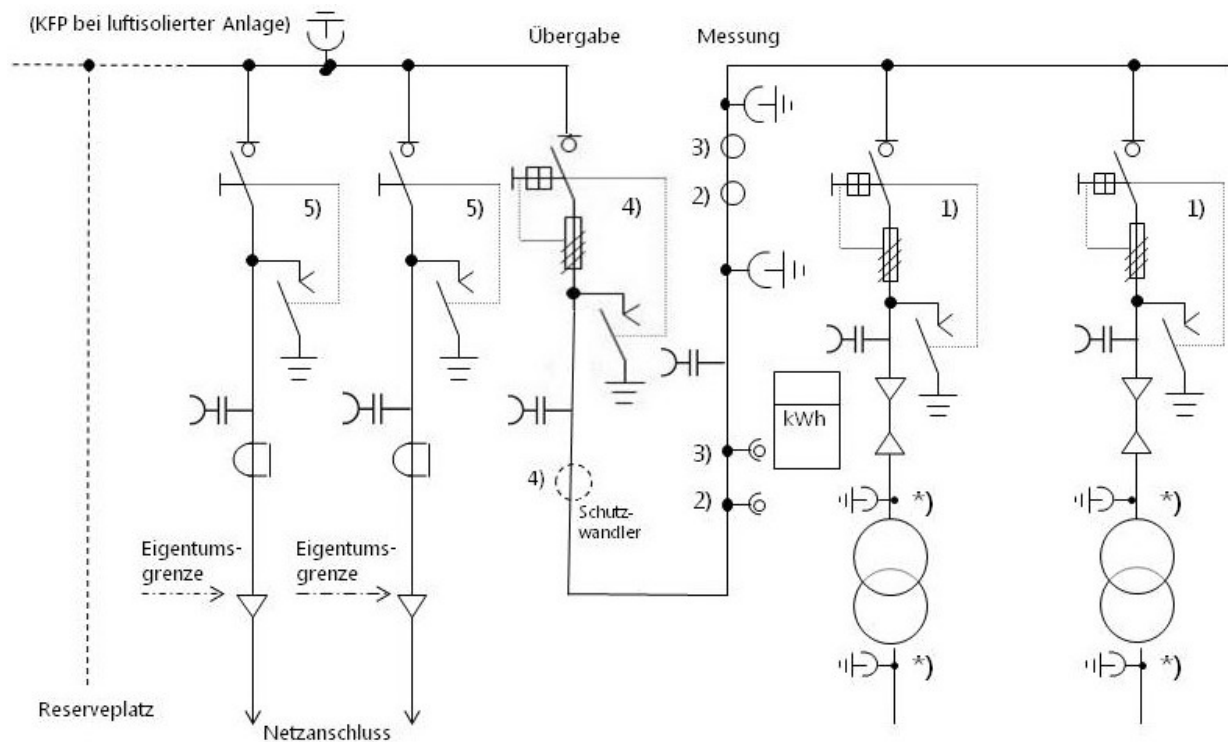 (KFP bei luftisolierter Anlage)
Übergabe
Messung
3)
2)
5)
5)
4)
1)
1)
kWh
3)
2)
4)
Schutz-
wandler
*)
*)
Eigentums-
grenze
Eigentums-
grenze
*)
*)
Reserveplatz
Netzanschluss